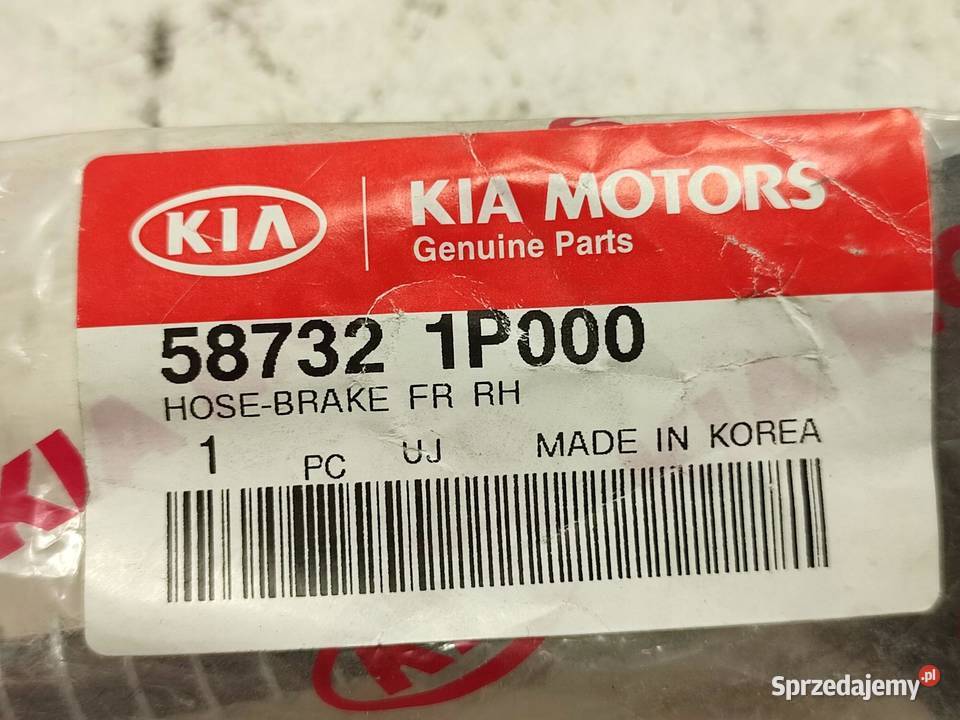 KIA
KIA MOTORS
Genuine Parts
58732 1P000
HOSE-BRAKE FR RH
1 PC UJ MADE IN KOREA
KIA
Sprzedajemy.pl